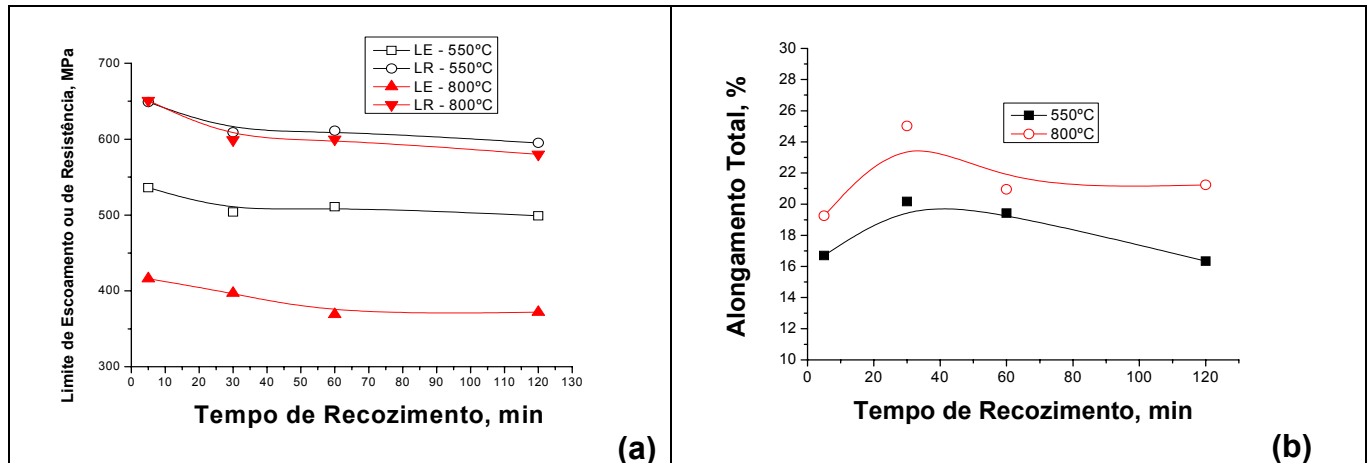 Limite de Escoamento ou de Resistência, MPa
LE - 550ºC
LR - 550ºC
LE - 800ºC
LR - 800ºC
700
600
500
400
300
0 10 20 30 40 50 60 70 80 90 100 110 120 130
Tempo de Recozimento, min
(a)
Alongamento Total, %
550ºC
800ºC
30
28
26
24
22
20
18
16
14
12
10
0 20 40 60 80 100 120
Tempo de Recozimento, min
(b)